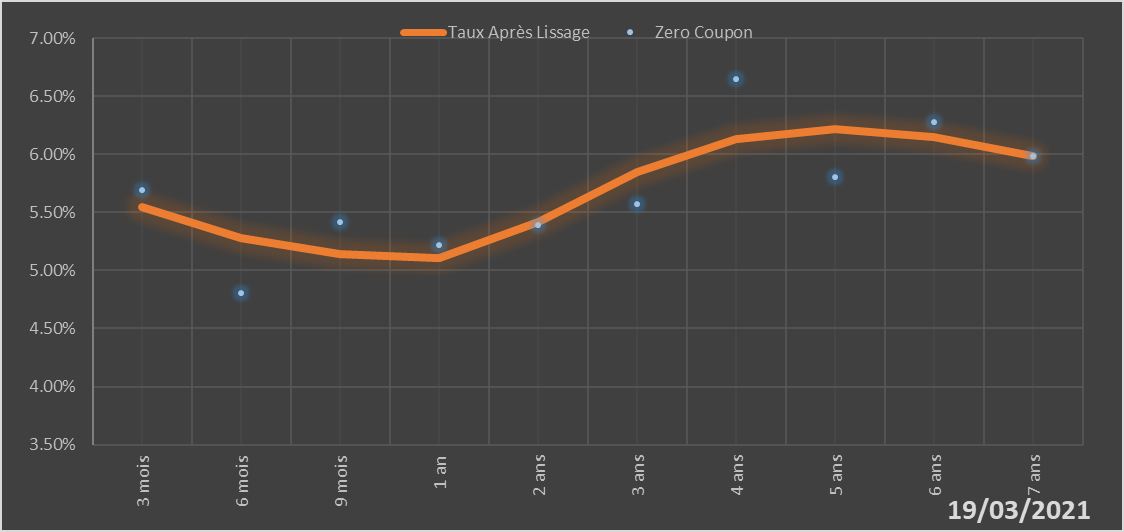 Taux Après Lissage
Zero Coupon
7.00%
6.50%
6.00%
5.50%
5.00%
4.50%
4.00%
3.50%
3 mois
6 mois
9 mois
1 an
2 ans
3 ans
4 ans
5 ans
6 ans
7 ans
19/03/2021